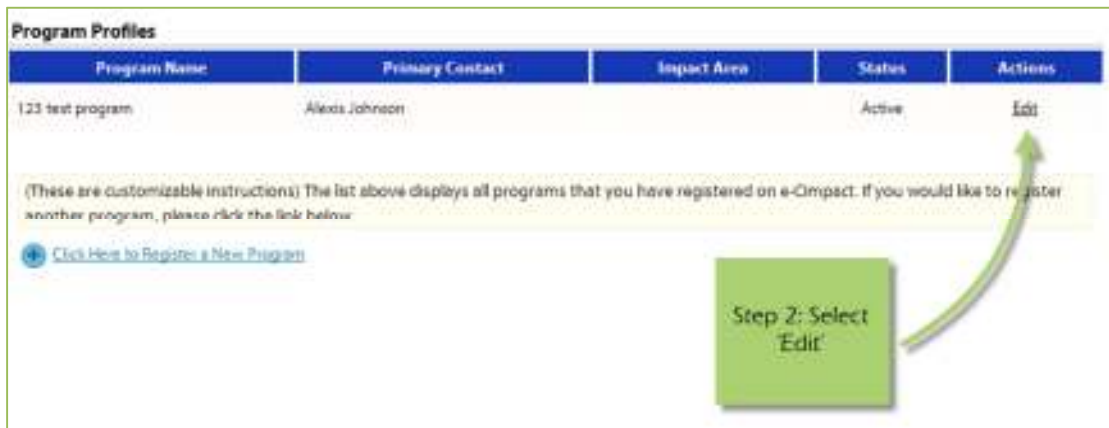 Program Profiles
Program Name Primary Contact Impact Area Status Actions
123 test program Alexis Johnson Active Edit
(These are customizable instructions) The list above displays all programs that you have registered on e-CImpact. If you would like to register
another program, please click the link below.
Click Here to Register a New Program
Step 2: Select
'Edit'